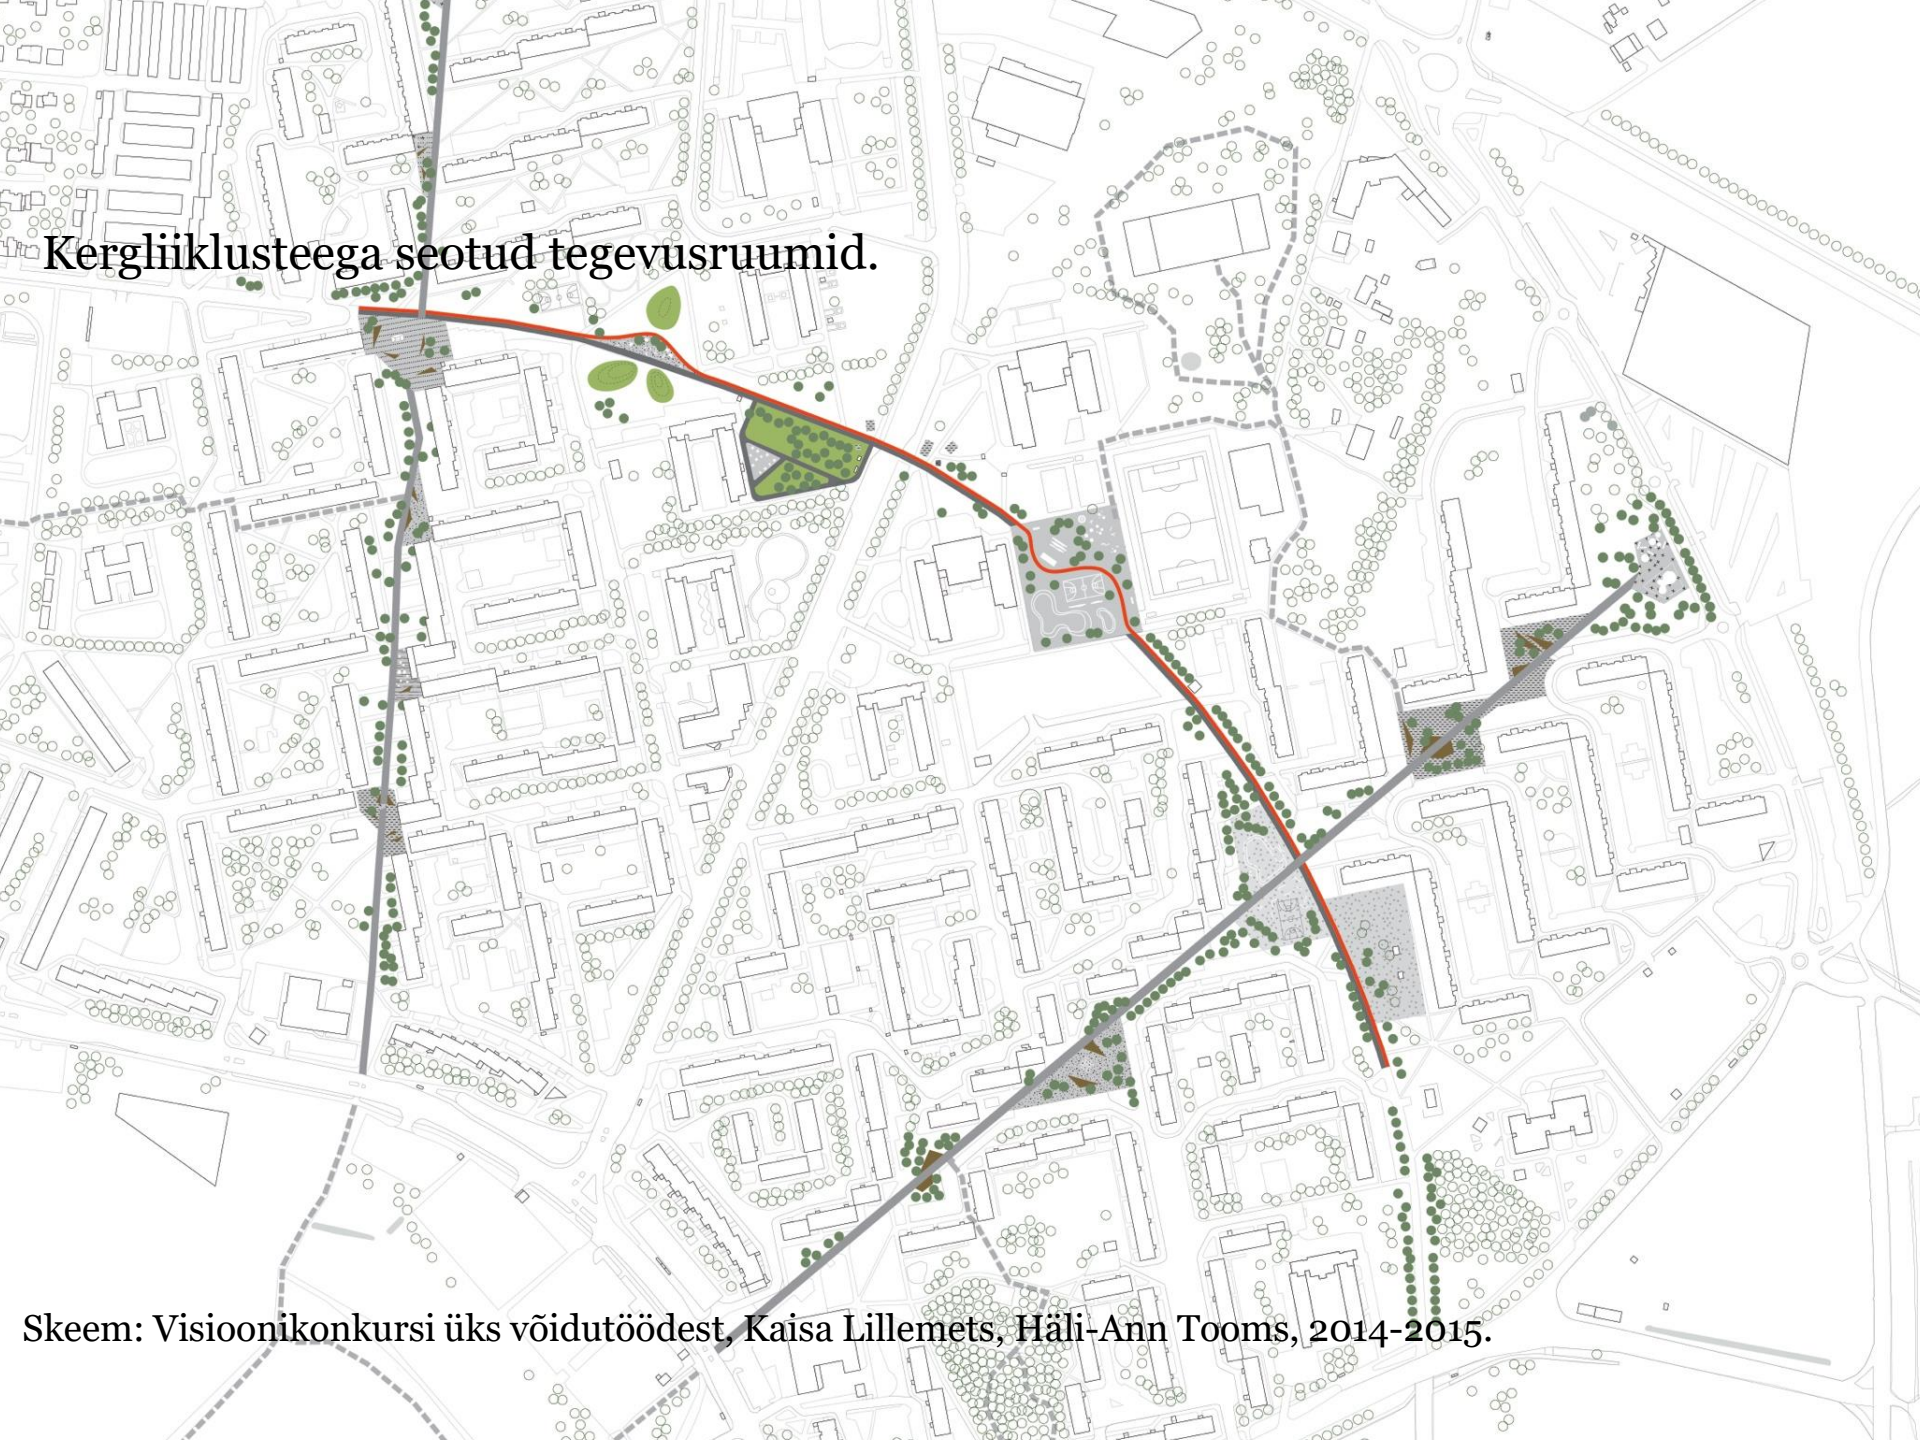 Kergliiklusteega seotud tegevusruumid.
Skeem: Visioonikonkursi üks võidutöödest, Kaisa Lillemets, Häli-Ann Tooms, 2014-2015.